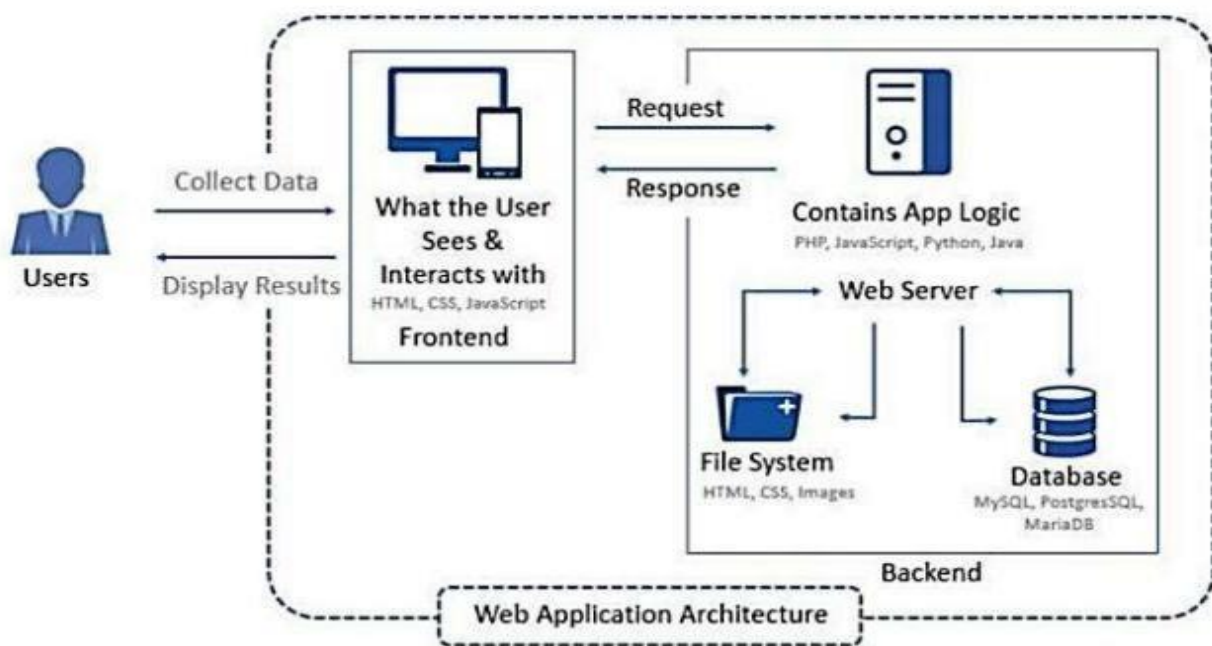 Users
Collect Data
Display Results
What the User
Sees &
Interacts with
HTML, CSS, JavaScript
Frontend
Request
Response
Contains App Logic
PHP, JavaScript, Python, Java
Web Server
File System
HTML, CSS, Images
Database
MySQL, PostgresSQL,
MariaDB
Backend
Web Application Architecture